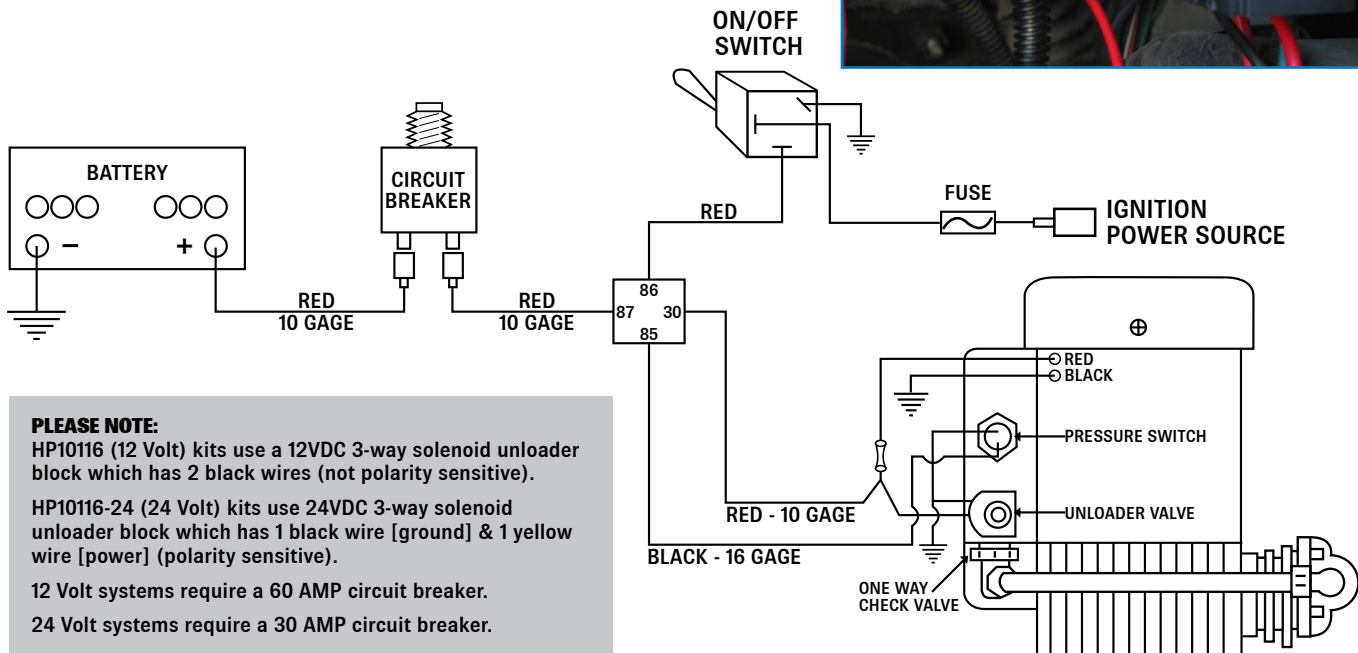 ON/OFF
SWITCH
BATTERY
− +
CIRCUIT
BREAKER
FUSE
IGNITION
POWER SOURCE
RED
RED
10 GAGE
RED
10 GAGE
86
87 30
85
RED
BLACK
PRESSURE SWITCH
UNLOADER VALVE
RED - 10 GAGE
BLACK - 16 GAGE
ONE WAY
CHECK VALVE
PLEASE NOTE:
HP10116 (12 Volt) kits use a 12VDC 3-way solenoid unloader
block which has 2 black wires (not polarity sensitive).
HP10116-24 (24 Volt) kits use 24VDC 3-way solenoid
unloader block which has 1 black wire [ground] & 1 yellow
wire [power] (polarity sensitive).
12 Volt systems require a 60 AMP circuit breaker.
24 Volt systems require a 30 AMP circuit breaker.